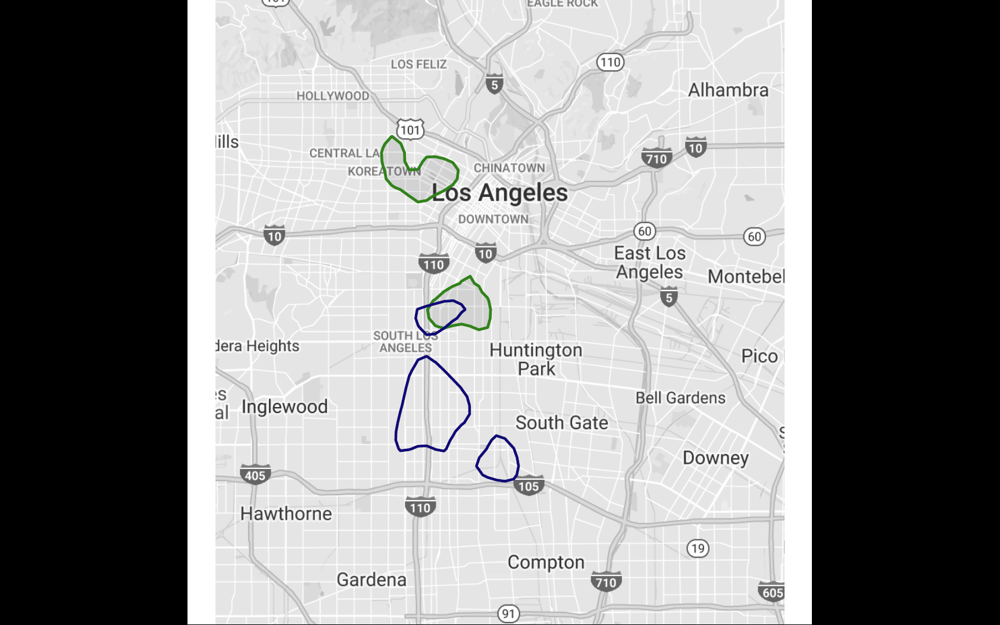 EAGLE ROCK
LOS FELIZ
110
5
Alhambra
HOLLYWOOD
101
ills
CENTRAL LA
10
710
KOREATOWN
CHINATOWN
Los Angeles
DOWNTOWN
10
60
60
10
110
East Los
Angeles
Montebel
5
SOUTH LOS
ANGELES
dera Heights
Huntington
Park
Pico
es
al
Inglewood
Bell Gardens
South Gate
S
Downey
405
105
110
Hawthorne
19
Compton
Gardena
710
605
91